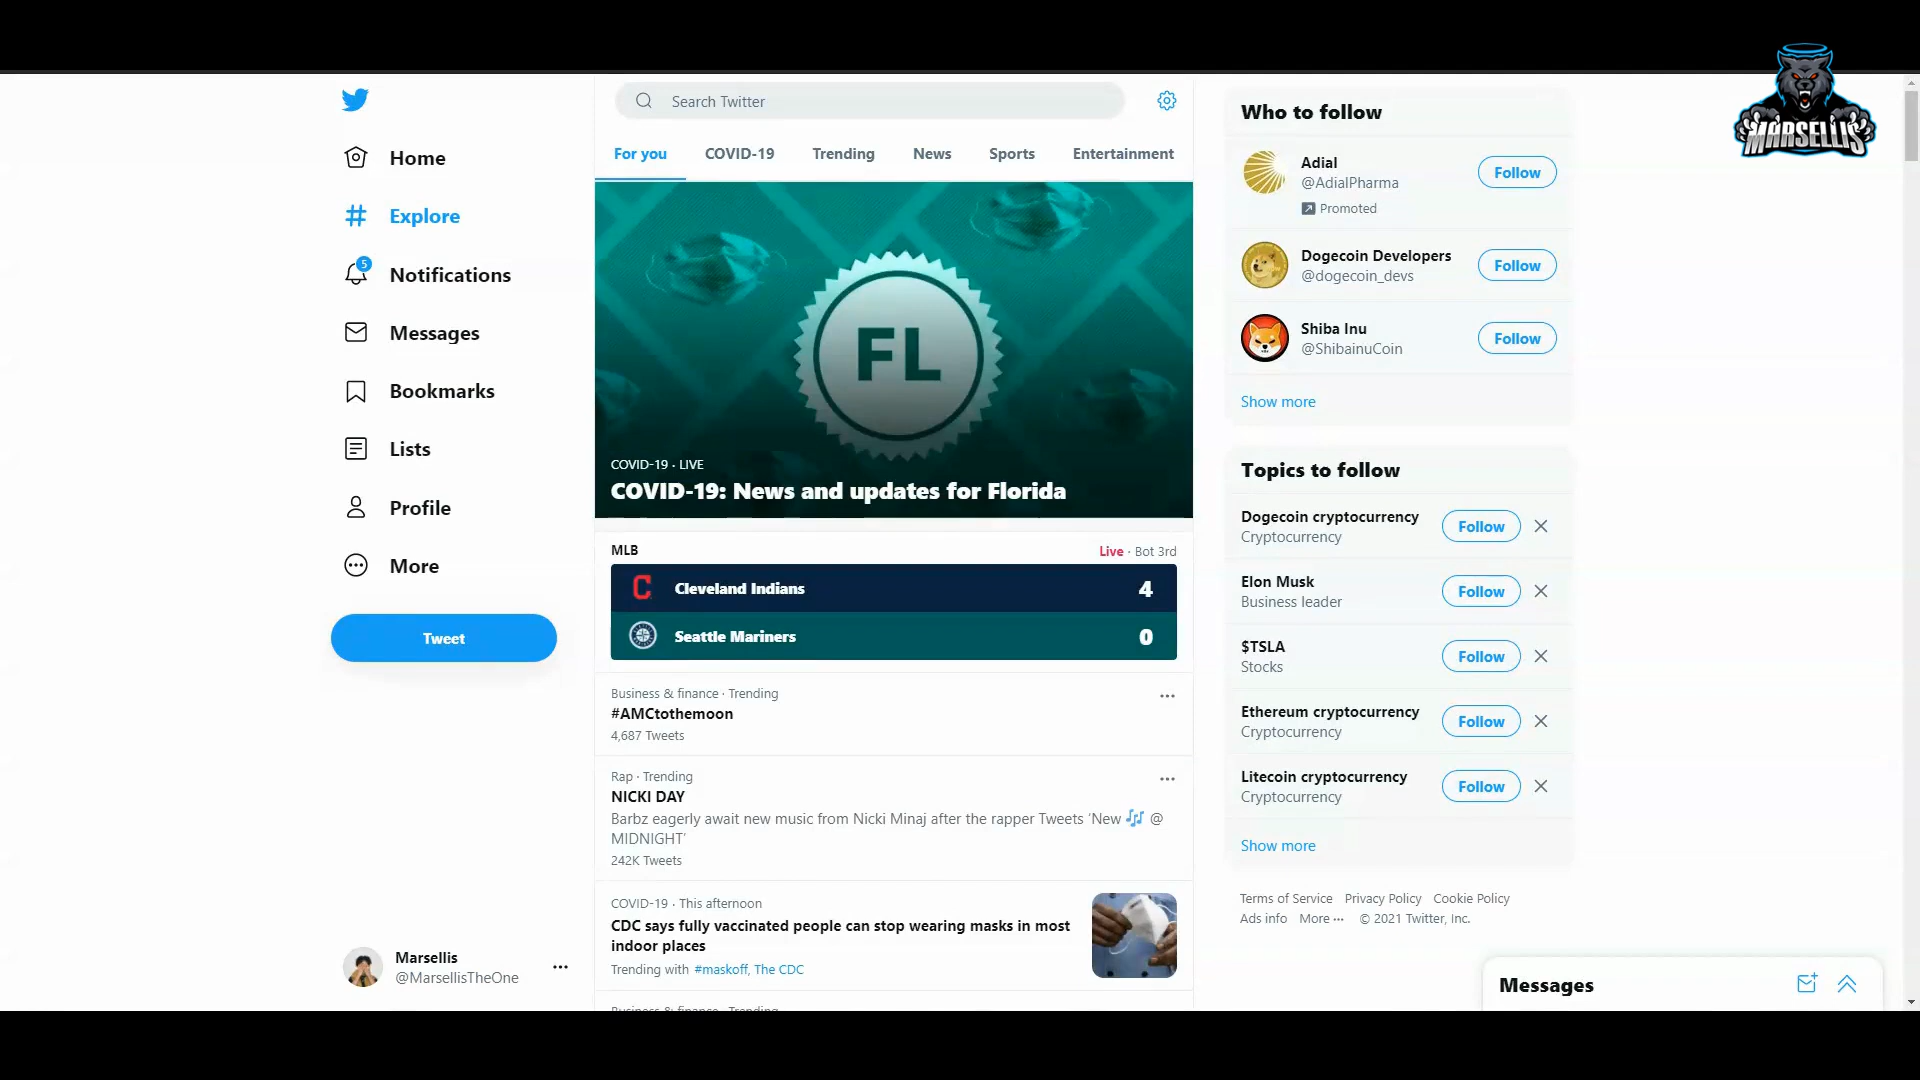 MARSELLIS
Search Twitter
For you
COVID-19
Trending
News
Sports
Entertainment
Home
Explore
5
Notifications
Messages
Bookmarks
Lists
Profile
More
Tweet
Marsellis
@MarsellisTheOne
FL
COVID-19 · LIVE
COVID-19: News and updates for Florida
MLB
Live · Bot 3rd
C
Cleveland Indians
4
Seattle Mariners
0
Business & finance · Trending
#AMCtothemoon
4,687 Tweets
Rap · Trending
NICKI DAY
Barbz eagerly await new music from Nicki Minaj after the rapper Tweets ‘New 🎶 @
MIDNIGHT’
242K Tweets
COVID-19 · This afternoon
CDC says fully vaccinated people can stop wearing masks in most
indoor places
Trending with #maskoff, The CDC
Business & finance · Trending
Who to follow
Adial
@AdialPharma
Promoted
Follow
Dogecoin Developers
@dogecoin_devs
Follow
Shiba Inu
@ShibainuCoin
Follow
Show more
Topics to follow
Dogecoin cryptocurrency
Cryptocurrency
Follow
Elon Musk
Business leader
Follow
$TSLA
Stocks
Follow
Ethereum cryptocurrency
Cryptocurrency
Follow
Litecoin cryptocurrency
Cryptocurrency
Follow
Show more
Terms of Service Privacy Policy Cookie Policy
Ads info More ··· © 2021 Twitter, Inc.
Messages